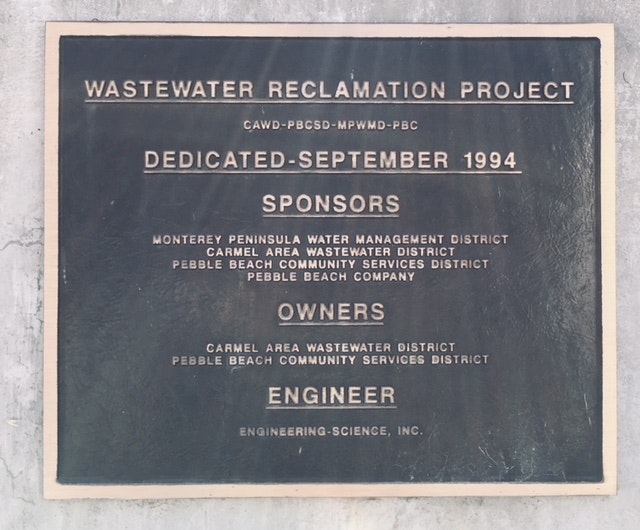 WASTEWATER RECLAMATION PROJECT
CAWD-PBCSD-MPWMD-PBC
DEDICATED-SEPTEMBER 1994
SPONSORS
MONTEREY PENINSULA WATER MANAGEMENT DISTRICT
CARMEL AREA WASTEWATER DISTRICT
PEBBLE BEACH COMMUNITY SERVICES DISTRICT
PEBBLE BEACH COMPANY
OWNERS
CARMEL AREA WASTEWATER DISTRICT
PEBBLE BEACH COMMUNITY SERVICES DISTRICT
ENGINEER
ENGINEERING-SCIENCE, INC.